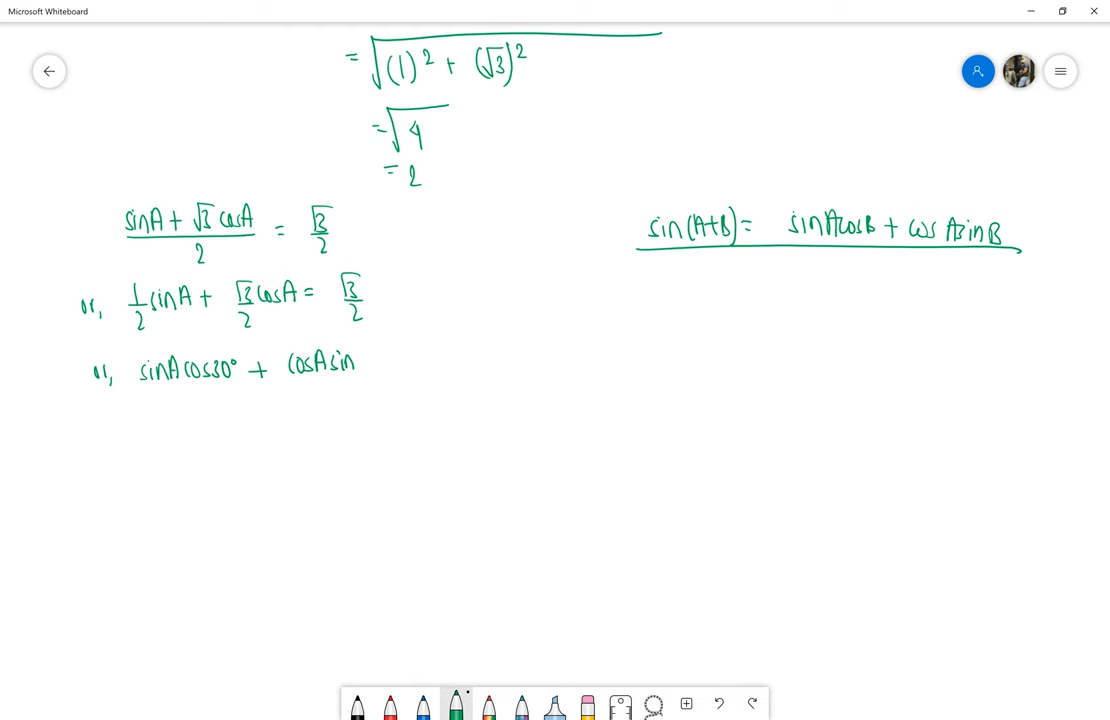 Microsoft Whiteboard
= √(1)² + (√3)²
= √4
= 2
sinA + √3 cosA / 2 = √3 / 2
sin(A+B) = sinAcosB + cosAsinB
or, 1/2 sinA + √3/2 cosA = √3/2
or, sinAcos30° + cosAsin